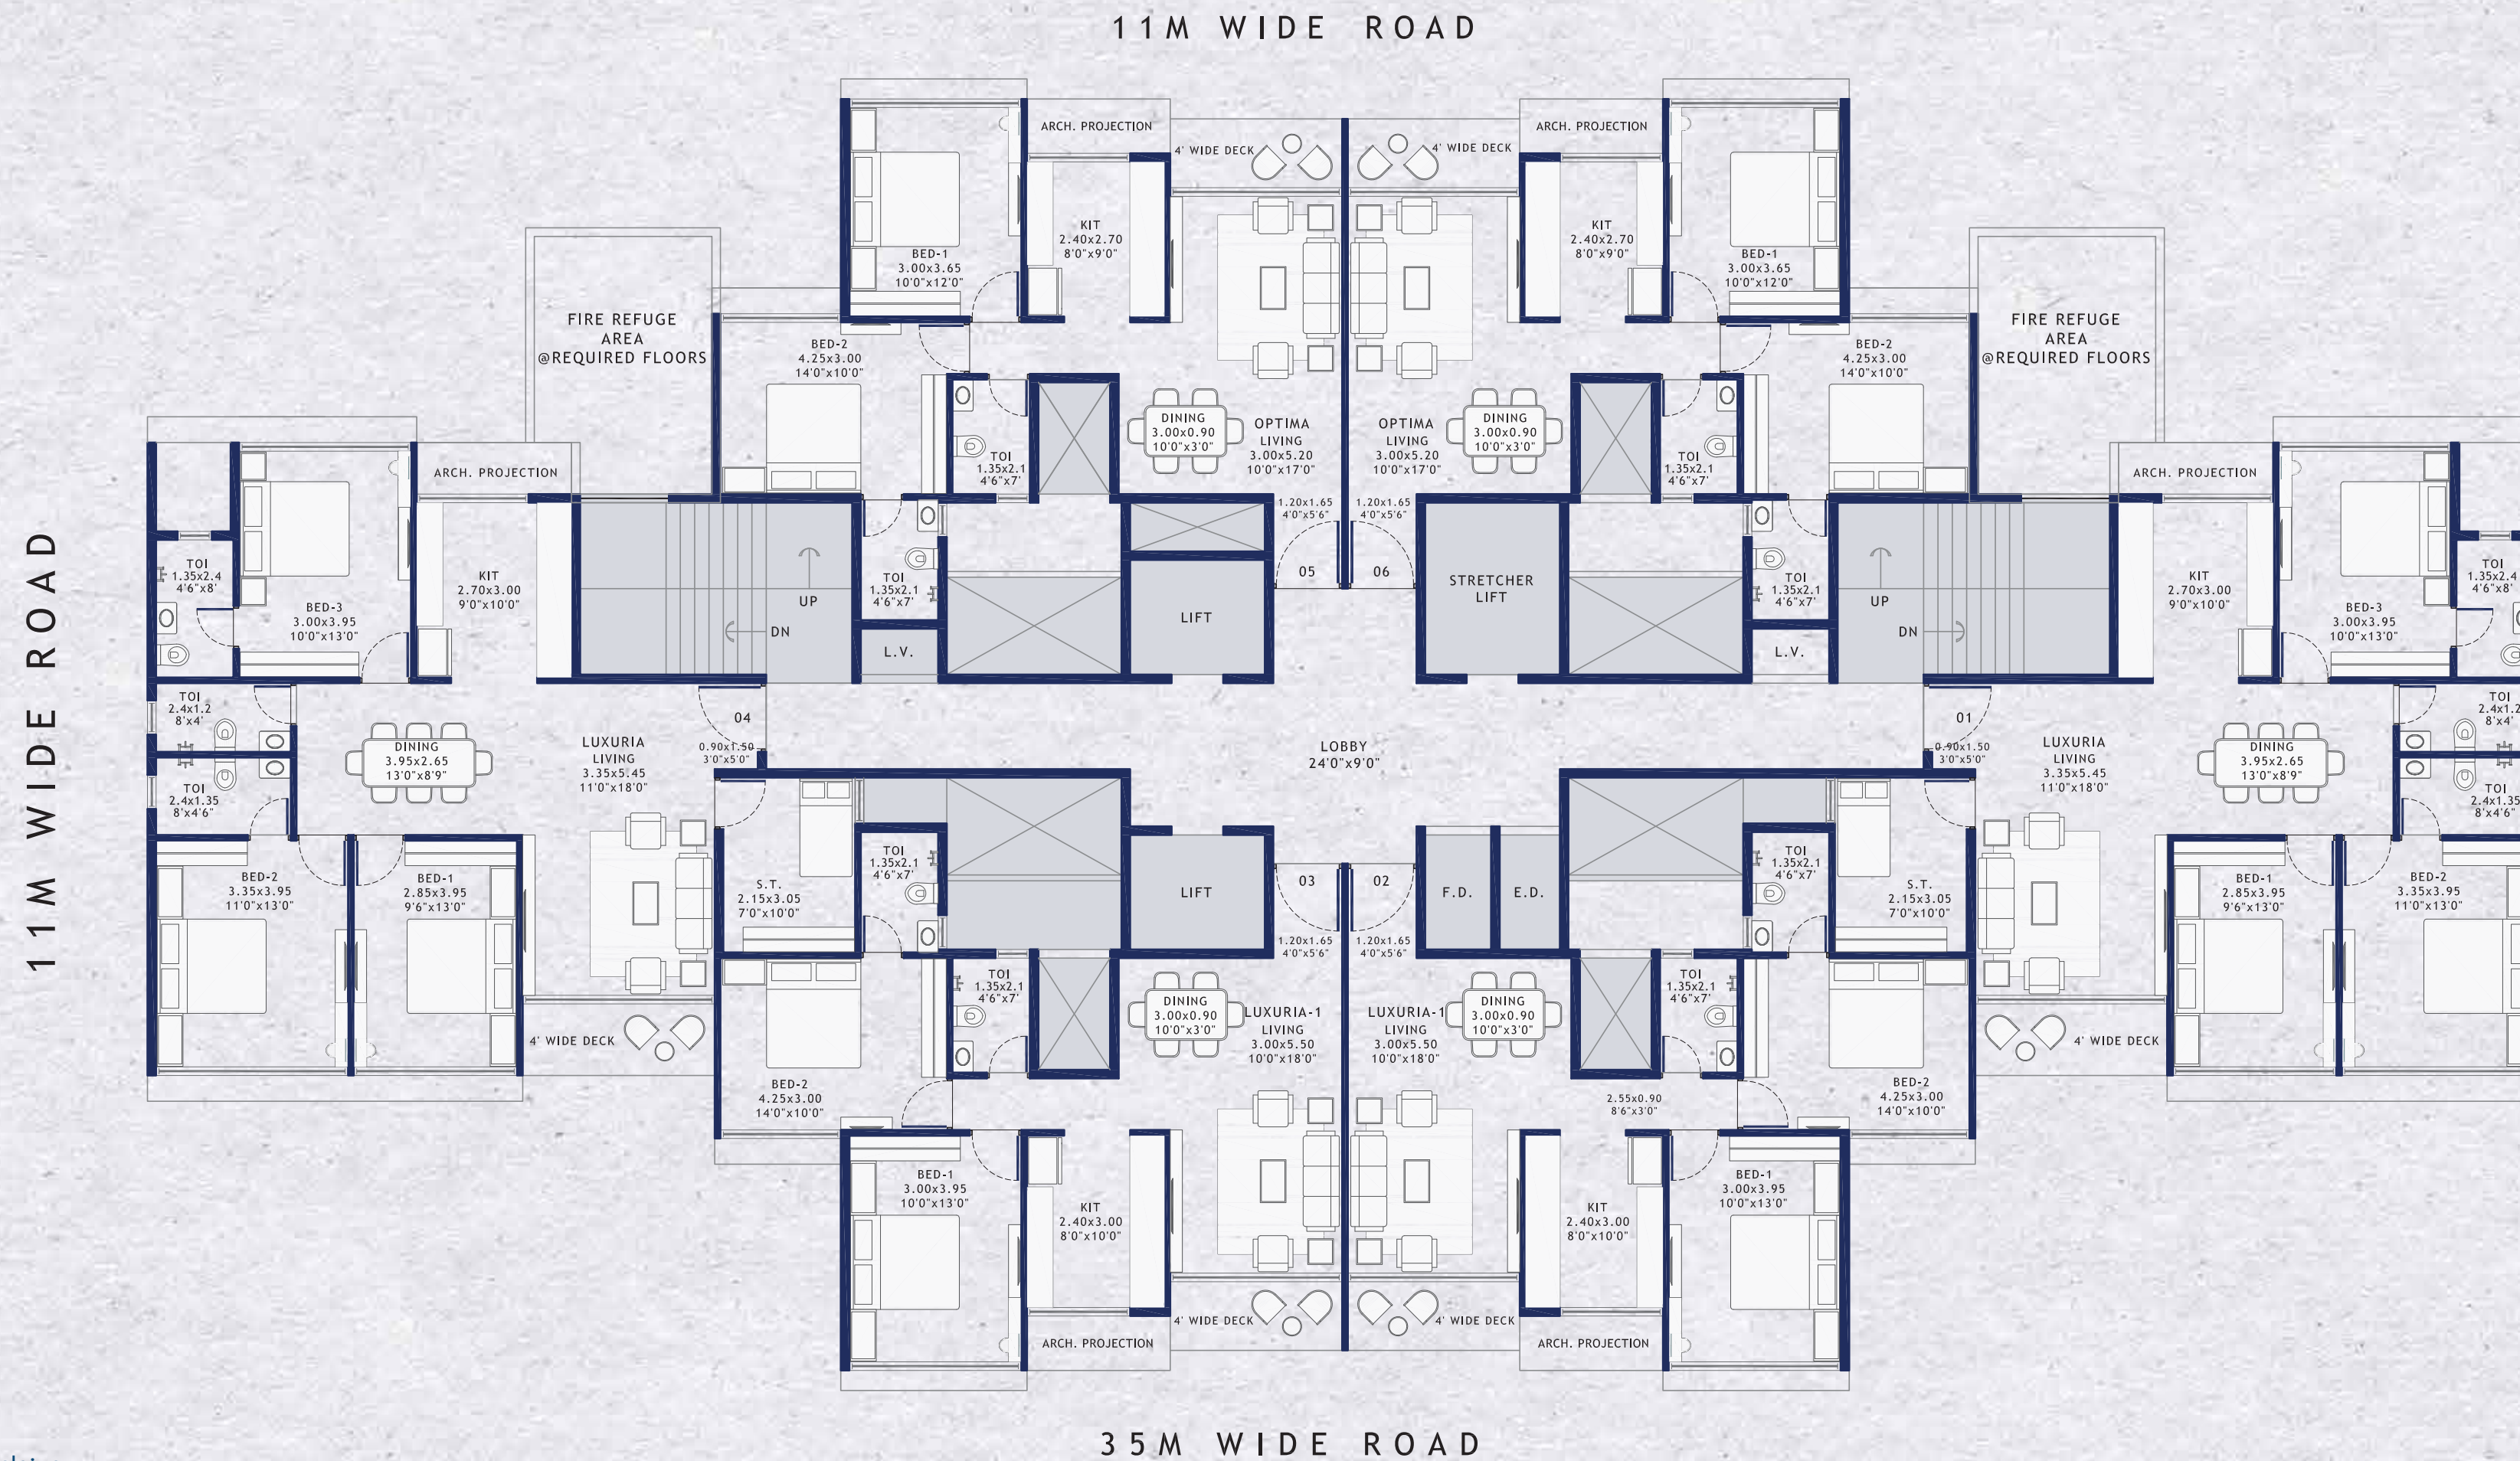 11M WIDE ROAD
ARCH. PROJECTION
4' WIDE DECK
4' WIDE DECK
ARCH. PROJECTION
BED-1
3.00x3.65
10'0"x12'0"
KIT
2.40x2.70
8'0"x9'0"
KIT
2.40x2.70
8'0"x9'0"
BED-1
3.00x3.65
10'0"x12'0"
FIRE REFUGE
AREA
@REQUIRED FLOORS
BED-2
4.25x3.00
14'0"x10'0"
BED-2
4.25x3.00
14'0"x10'0"
FIRE REFUGE
AREA
@REQUIRED FLOORS
DINING
3.00x0.90
10'0"x3'0"
OPTIMA
LIVING
3.00x5.20
10'0"x17'0"
OPTIMA
LIVING
3.00x5.20
10'0"x17'0"
DINING
3.00x0.90
10'0"x3'0"
TOI
1.35x2.1
4'6"x7'
TOI
1.35x2.1
4'6"x7'
ARCH. PROJECTION
ARCH. PROJECTION
1.20x1.65
4'0"x5'6"
1.20x1.65
4'0"x5'6"
11M WIDE ROAD
TOI
1.35x2.4
4'6"x8'
BED-3
3.00x3.95
10'0"x13'0"
KIT
2.70x3.00
9'0"x10'0"
UP
DN
TOI
1.35x2.1
4'6"x7'
L.V.
LIFT
05
06
STRETCHER
LIFT
TOI
1.35x2.1
4'6"x7'
L.V.
UP
DN
KIT
2.70x3.00
9'0"x10'0"
BED-3
3.00x3.95
10'0"x13'0"
TOI
1.35x2.4
4'6"x8'
TOI
2.4x1.2
8'x4'
DINING
3.95x2.65
13'0"x8'9"
LUXURIA
LIVING
3.35x5.45
11'0"x18'0"
04
0.90x1.50
3'0"x5'0"
LOBBY
24'0"x9'0"
01
0.90x1.50
3'0"x5'0"
LUXURIA
LIVING
3.35x5.45
11'0"x18'0"
DINING
3.95x2.65
13'0"x8'9"
TOI
2.4x1.2
8'x4'
TOI
2.4x1.35
8'x4'6"
TOI
2.4x1.35
8'x4'6"
BED-2
3.35x3.95
11'0"x13'0"
BED-1
2.85x3.95
9'6"x13'0"
S.T.
2.15x3.05
7'0"x10'0"
TOI
1.35x2.1
4'6"x7'
LIFT
03
02
F.D.
E.D.
TOI
1.35x2.1
4'6"x7'
S.T.
2.15x3.05
7'0"x10'0"
BED-1
2.85x3.95
9'6"x13'0"
BED-2
3.35x3.95
11'0"x13'0"
1.20x1.65
4'0"x5'6"
1.20x1.65
4'0"x5'6"
4' WIDE DECK
TOI
1.35x2.1
4'6"x7'
DINING
3.00x0.90
10'0"x3'0"
LUXURIA-1
LIVING
3.00x5.50
10'0"x18'0"
LUXURIA-1
LIVING
3.00x5.50
10'0"x18'0"
DINING
3.00x0.90
10'0"x3'0"
TOI
1.35x2.1
4'6"x7'
4' WIDE DECK
BED-2
4.25x3.00
14'0"x10'0"
2.55x0.90
8'6"x3'0"
BED-2
4.25x3.00
14'0"x10'0"
BED-1
3.00x3.95
10'0"x13'0"
KIT
2.40x3.00
8'0"x10'0"
KIT
2.40x3.00
8'0"x10'0"
BED-1
3.00x3.95
10'0"x13'0"
ARCH. PROJECTION
4' WIDE DECK
4' WIDE DECK
ARCH. PROJECTION
35M WIDE ROAD